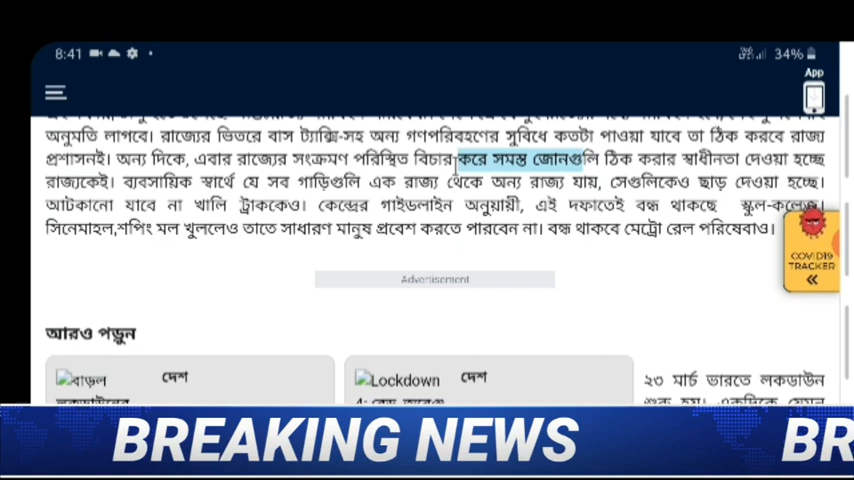 8:41
34%
App
অনুমতি লাগবে। রাজ্যের ভিতরে বাস ট্যাক্সি-সহ অন্য গণপরিবহণের সুবিধে কতটা পাওয়া যাবে তা ঠিক করবে রাজ্য
প্রশাসনই। অন্য দিকে, এবার রাজ্যের সংক্রমণ পরিস্থিত বিচার করে সমস্ত জোনগুলি ঠিক করার স্বাধীনতা দেওয়া হচ্ছে
রাজ্যকেই। ব্যবসায়িক স্বার্থে যে সব গাড়িগুলি এক রাজ্য থেকে অন্য রাজ্য যায়, সেগুলিকেও ছাড় দেওয়া হচ্ছে।
আটকানো যাবে না খালি ট্রাককেও। কেন্দ্রের গাইডলাইন অনুয়ায়ী, এই দফাতেই বন্ধ থাকছে স্কুল-কলেজ।
সিনেমাহল,শপিং মল খুললেও তাতে সাধারণ মানুষ প্রবেশ করতে পারবেন না। বন্ধ থাকবে মেট্রো রেল পরিষেবাও।
COVID19
TRACKER
Advertisement
আরও পড়ুন
বাড়ল
দেশ
Lockdown
দেশ
২৩ মার্চ ভারতে লকডাউন
BREAKING NEWS
BR